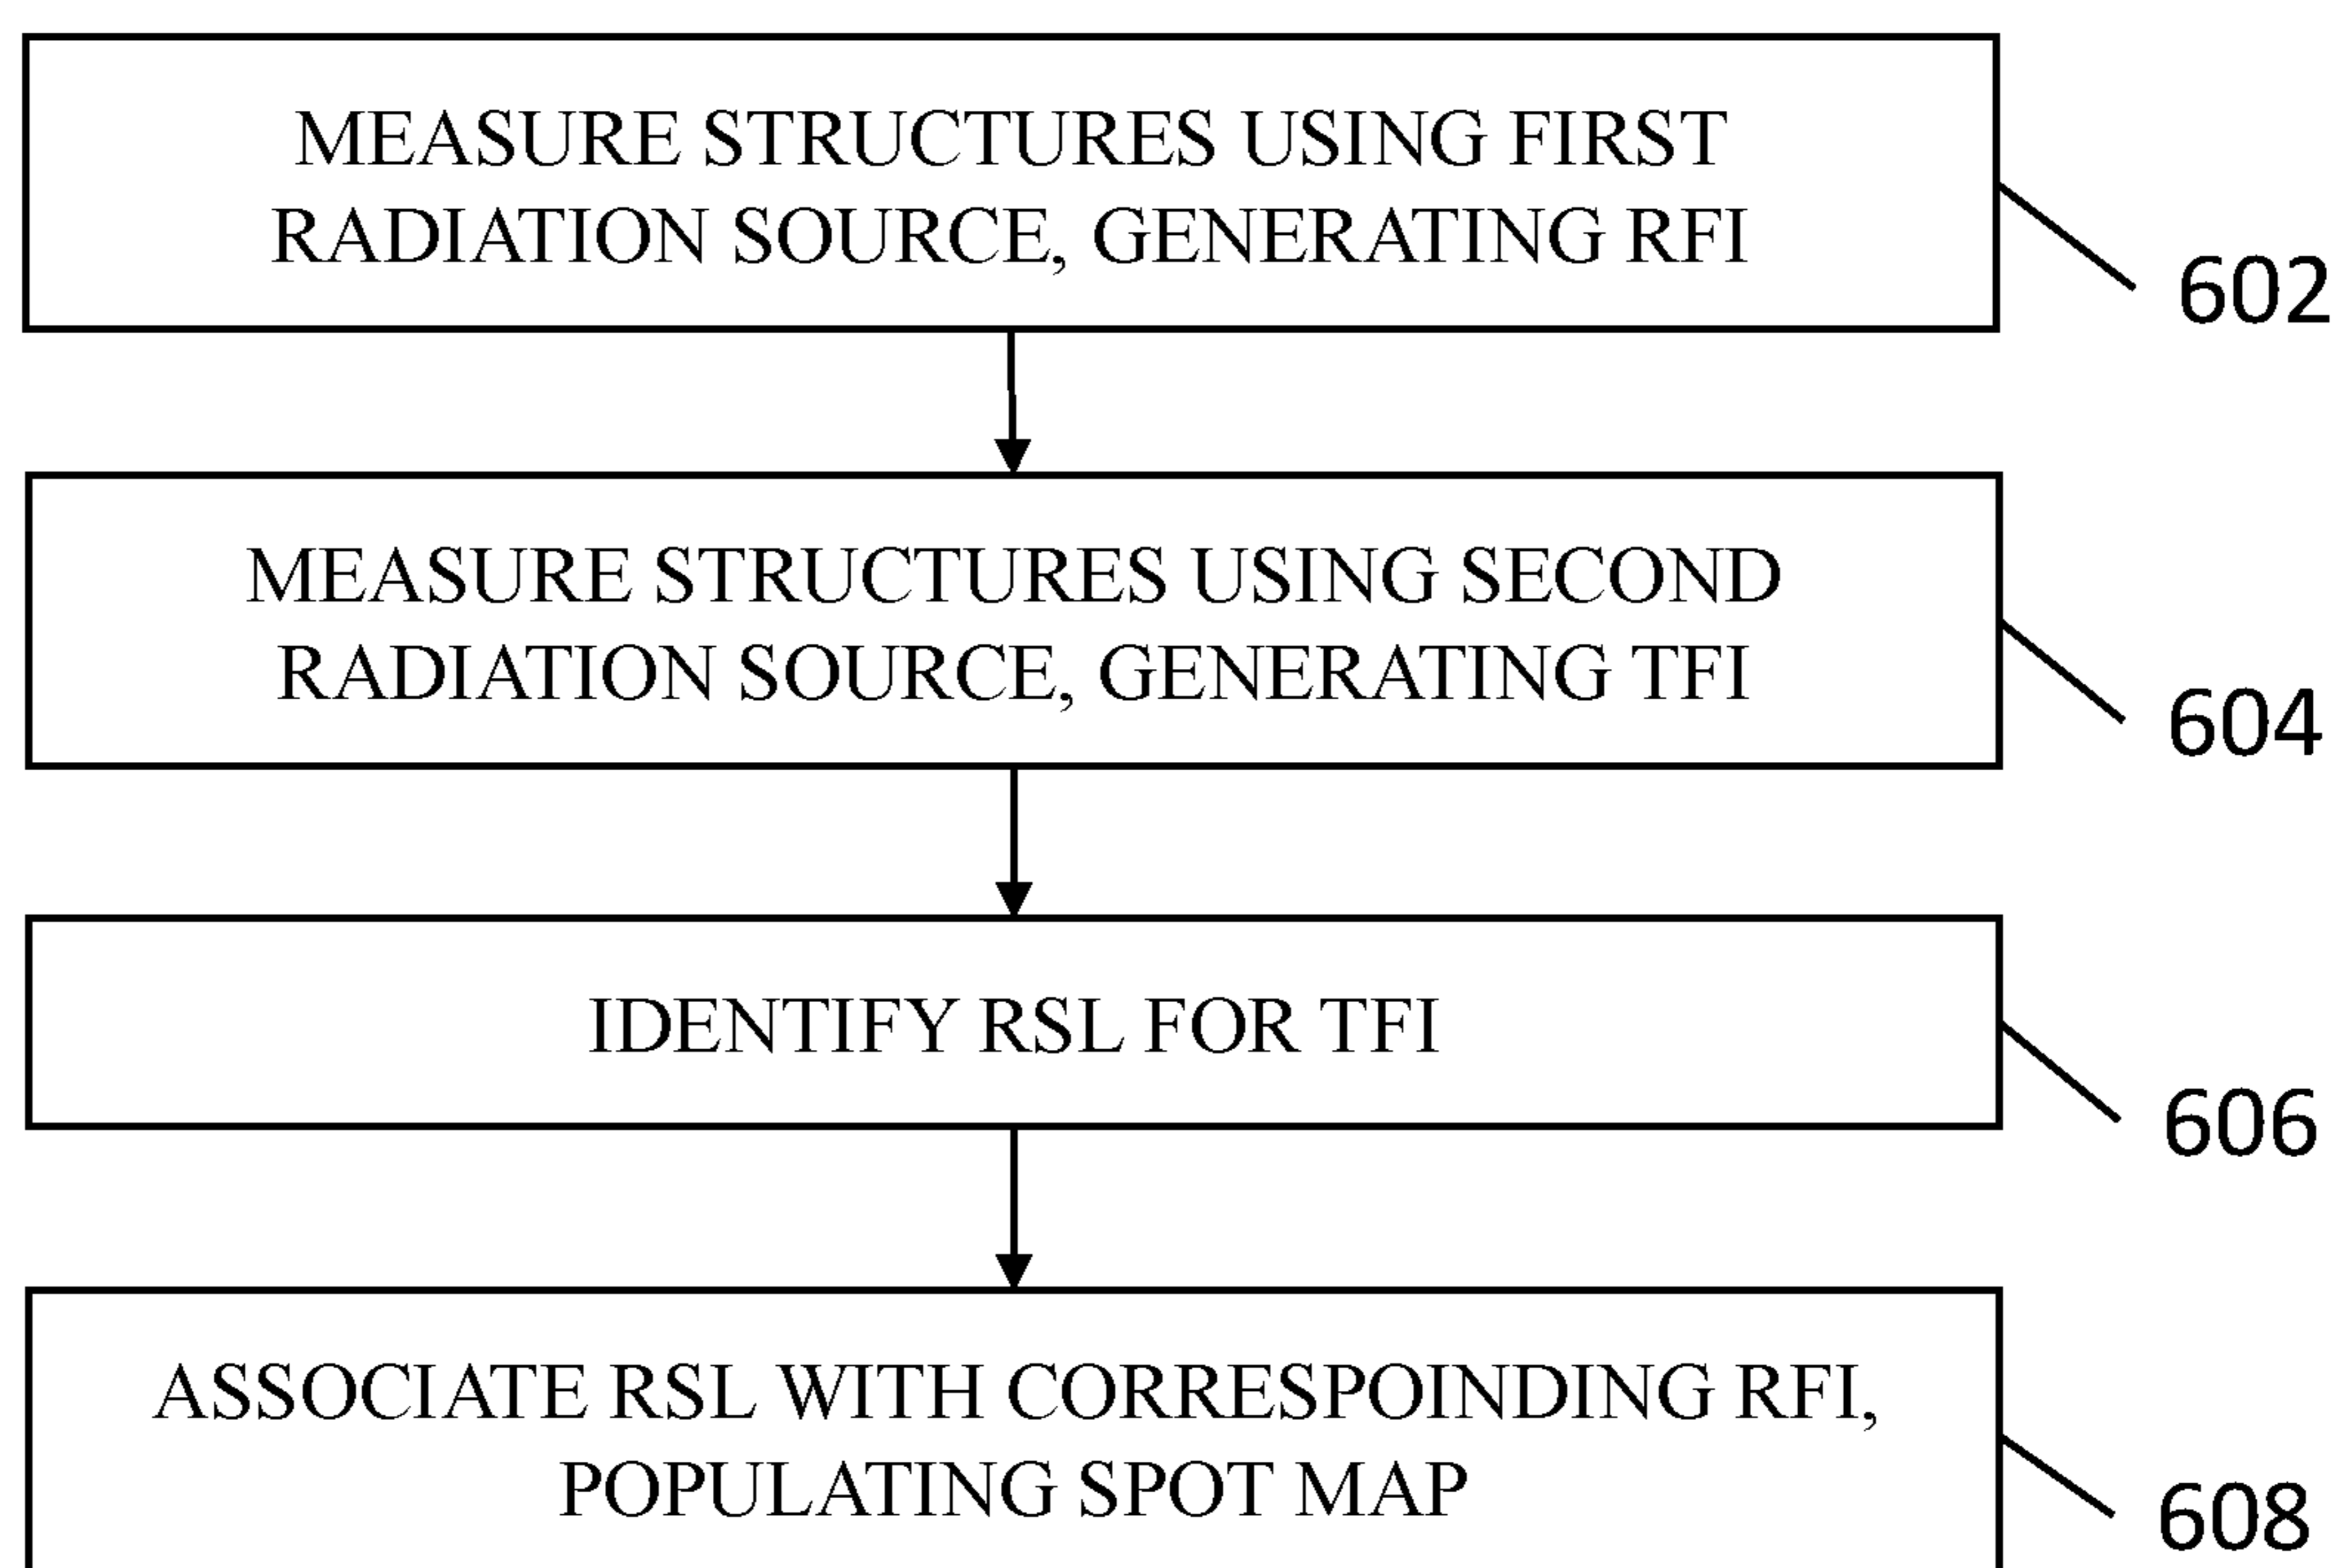 MEASURE STRUCTURES USING FIRST
RADIATION SOURCE, GENERATING RFI
602
MEASURE STRUCTURES USING SECOND
RADIATION SOURCE, GENERATING TFI
604
IDENTIFY RSL FOR TFI
606
ASSOCIATE RSL WITH CORRESPOINDING RFI,
POPULATING SPOT MAP
608